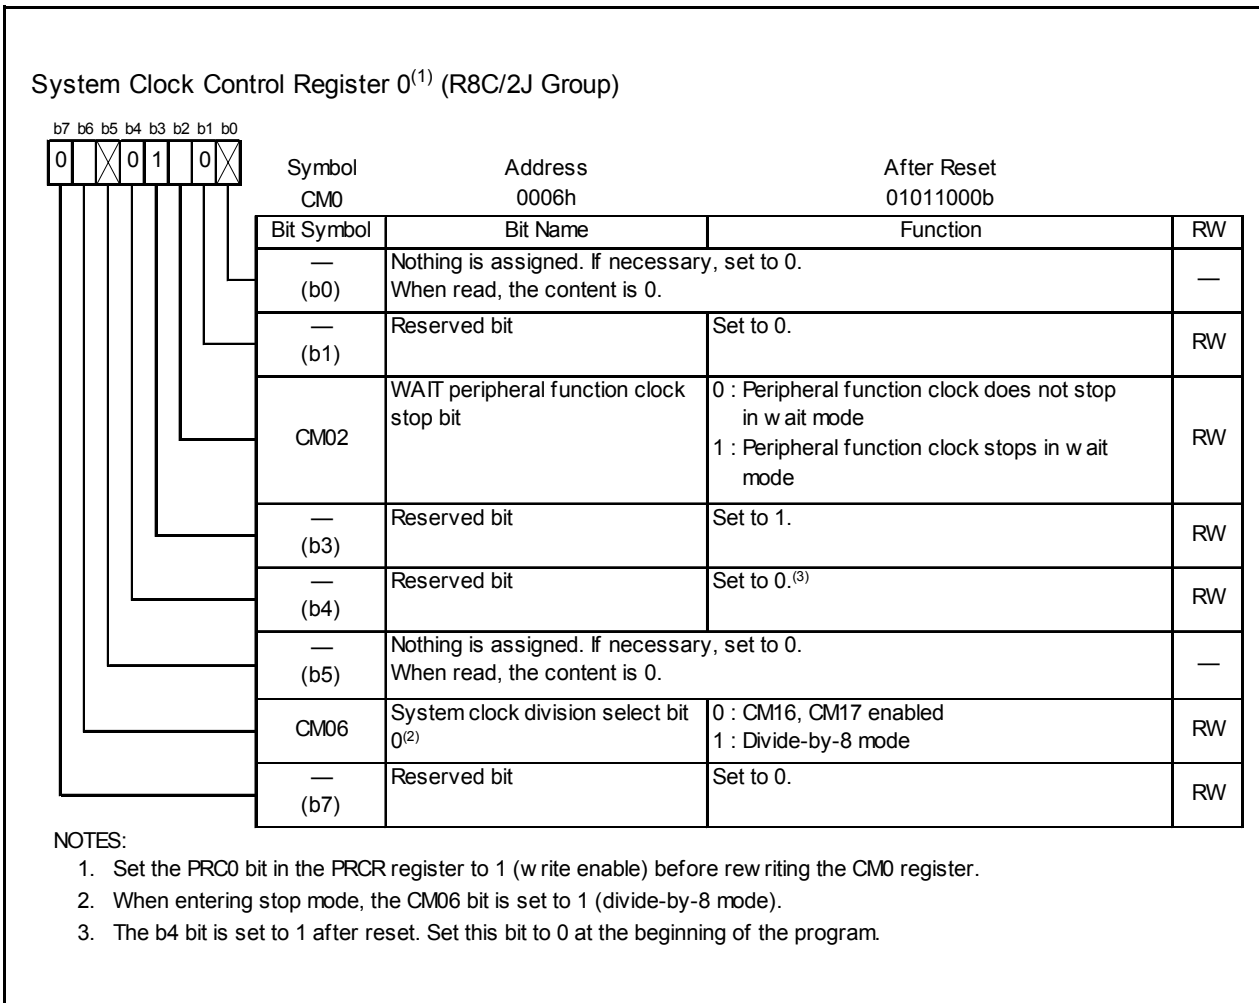 System Clock Control Register 0(1) (R8C/2J Group)
b7 b6 b5 b4 b3 b2 b1 b0
0 0 1 0
Symbol Address After Reset
CM0 0006h 01011000b
Bit Symbol Bit Name Function RW
— (b0) Nothing is assigned. If necessary, set to 0. —
When read, the content is 0.
— Reserved bit Set to 0. RW
(b1)
WAIT peripheral function clock 0 : Peripheral function clock does not stop
stop bit in wait mode
CM02 1 : Peripheral function clock stops in wait RW
mode
— Reserved bit Set to 1. RW
(b3)
— Reserved bit Set to 0.(3) RW
(b4)
— Nothing is assigned. If necessary, set to 0. —
(b5) When read, the content is 0.
CM06 System clock division select bit 0 : CM16, CM17 enabled RW
0(2) 1 : Divide-by-8 mode
— Reserved bit Set to 0. RW
(b7)
NOTES:
1. Set the PRC0 bit in the PRCR register to 1 (write enable) before rewriting the CM0 register.
2. When entering stop mode, the CM06 bit is set to 1 (divide-by-8 mode).
3. The b4 bit is set to 1 after reset. Set this bit to 0 at the beginning of the program.